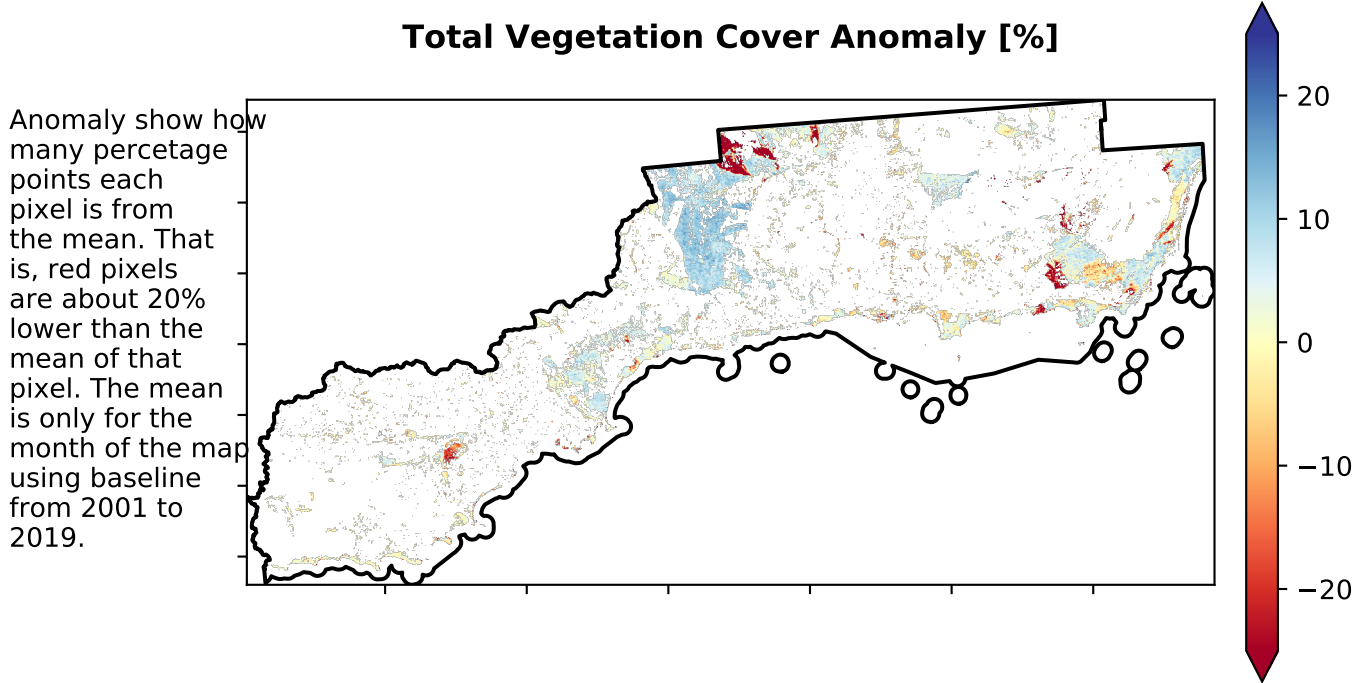 Total Vegetation Cover Anomaly [%]
Anomaly show how
many percetage
points each
pixel is from
the mean. That
is, red pixels
are about 20%
lower than the
mean of that
pixel. The mean
is only for the
month of the map
using baseline
from 2001 to
2019.
20
10
0
−10
−20